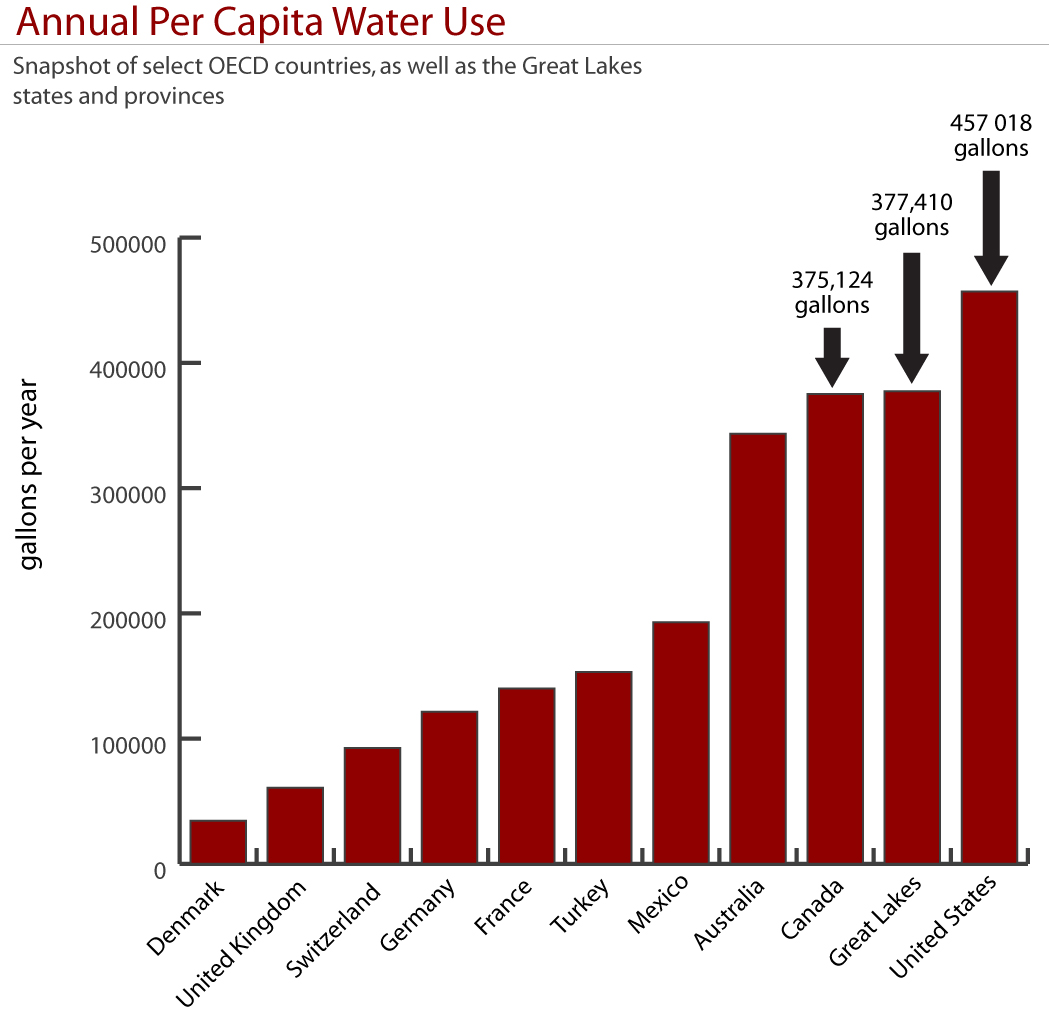 Annual Per Capita Water Use
Snapshot of select OECD countries, as well as the Great Lakes
states and provinces
457 018
gallons
377,410
gallons
375,124
gallons
500000
400000
300000
200000
100000
0
gallons per year
Denmark
United Kingdom
Switzerland
Germany
France
Turkey
Mexico
Australia
Canada
Great Lakes
United States